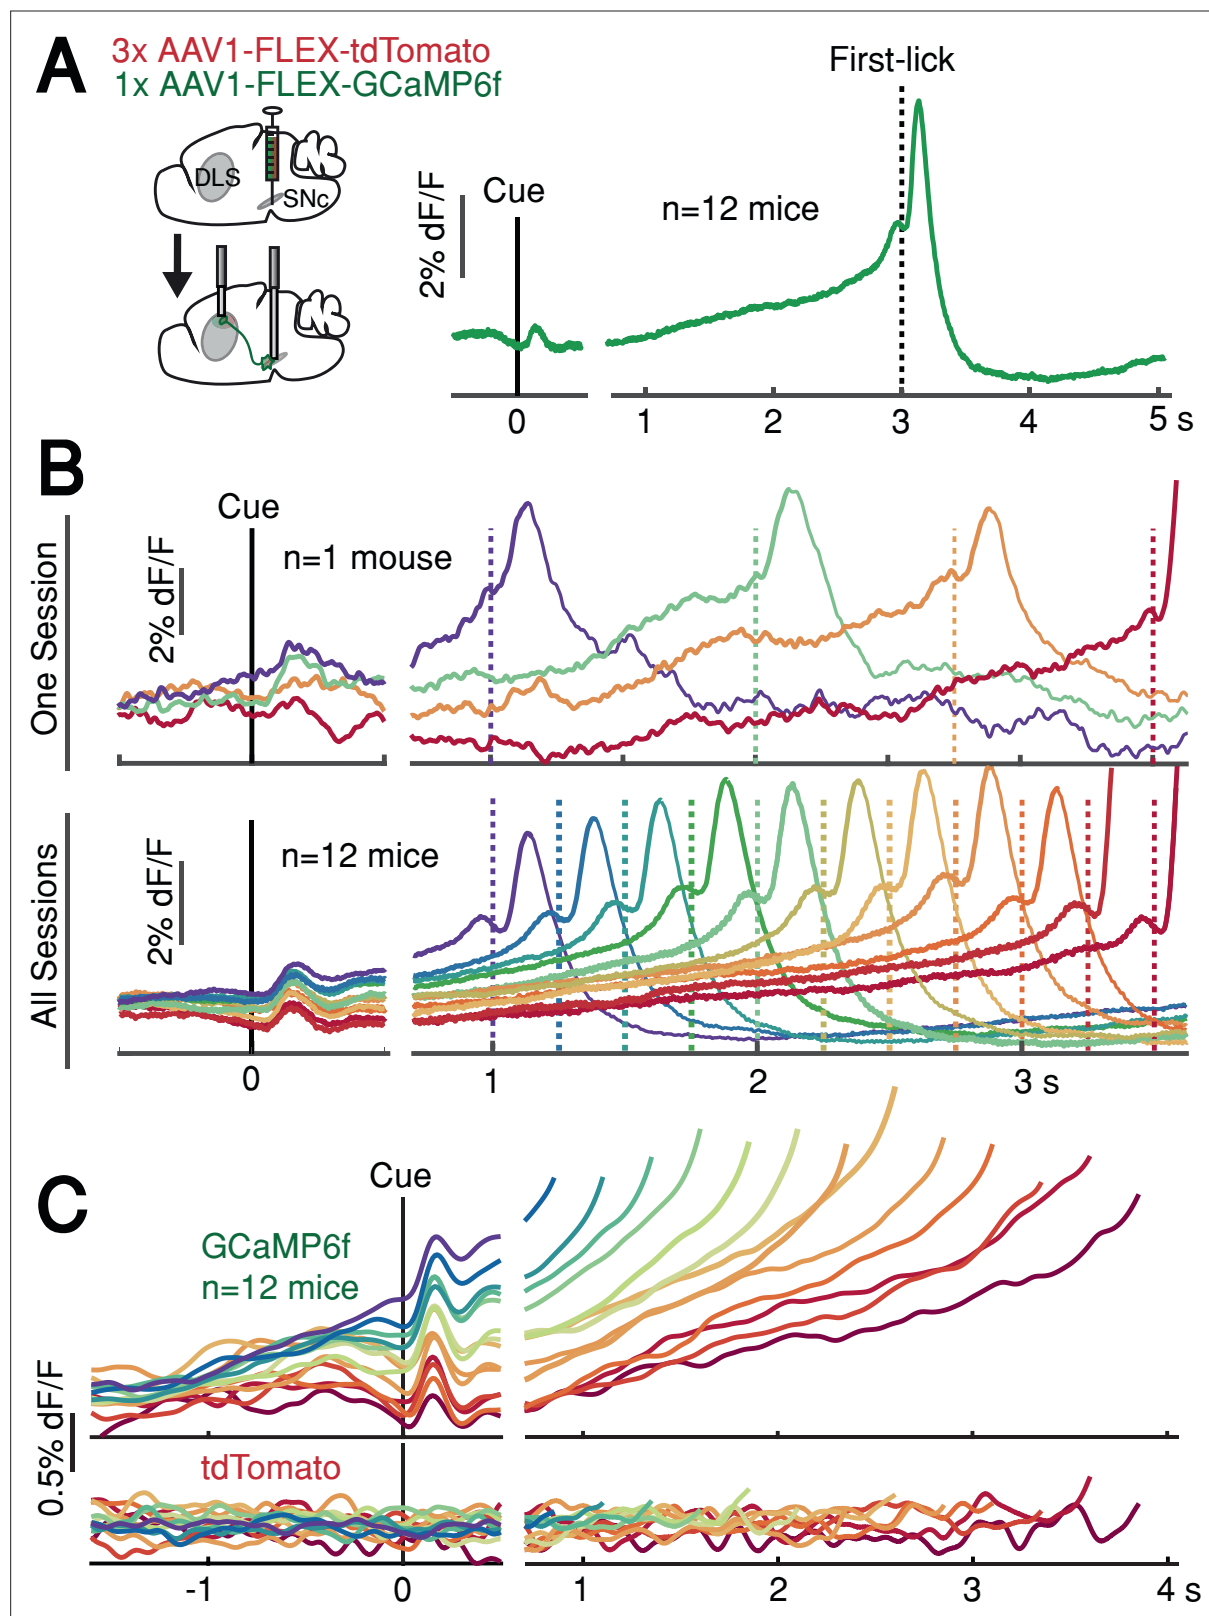 A
3x AAV1-FLEX-tdTomato
1x AAV1-FLEX-GCaMP6f
DLS
SNc
2% dF/F
Cue
n=12 mice
First-lick
0
1
2
3
4
5 s
B
One Session
2% dF/F
Cue
n=1 mouse
All Sessions
2% dF/F
n=12 mice
0
1
2
3 s
C
Cue
GCaMP6f
n=12 mice
0.5% dF/F
tdTomato
-1
0
1
2
3
4 s